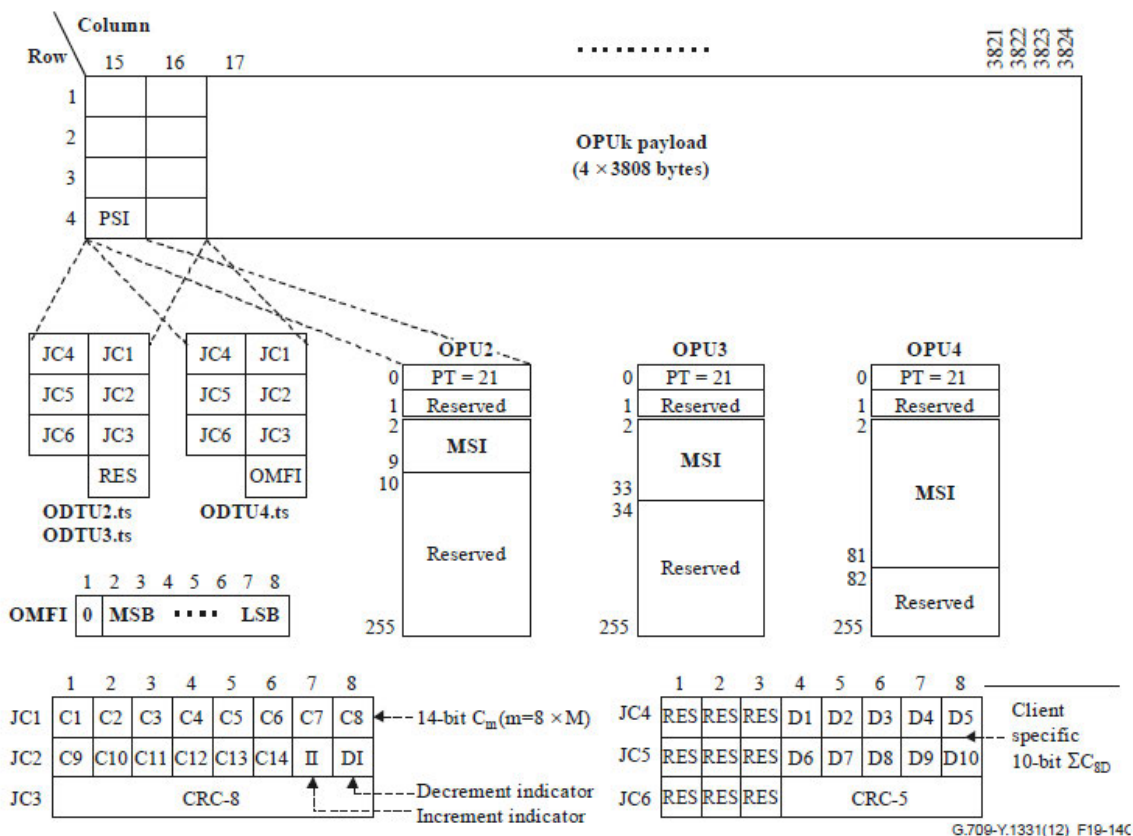 Column
Row 15 16 17 3821 3822 3823 3824
1
2
3
4 PSI
OPUk payload
(4 × 3808 bytes)
JC4 JC1
JC5 JC2
JC6 JC3
RES
ODTU2.ts
ODTU3.ts
JC4 JC1
JC5 JC2
JC6 JC3
OMFI
ODTU4.ts
OPU2
0 PT = 21
1 Reserved
2
MSI
9
10
Reserved
255
OPU3
0 PT = 21
1 Reserved
2
MSI
33
34
Reserved
255
OPU4
0 PT = 21
1 Reserved
2
MSI
81
82
Reserved
255
1 2 3 4 5 6 7 8
OMFI 0 MSB LSB
1 2 3 4 5 6 7 8
JC1 C1 C2 C3 C4 C5 C6 C7 C8
JC2 C9 C10 C11 C12 C13 C14 II DI
JC3 CRC-8
14-bit Cm(m=8 × M)
Decrement indicator
Increment indicator
1 2 3 4 5 6 7 8
JC4 RES RES RES D1 D2 D3 D4 D5
JC5 RES RES RES D6 D7 D8 D9 D10
JC6 RES RES RES CRC-5
Client
specific
10-bit ΣC8D